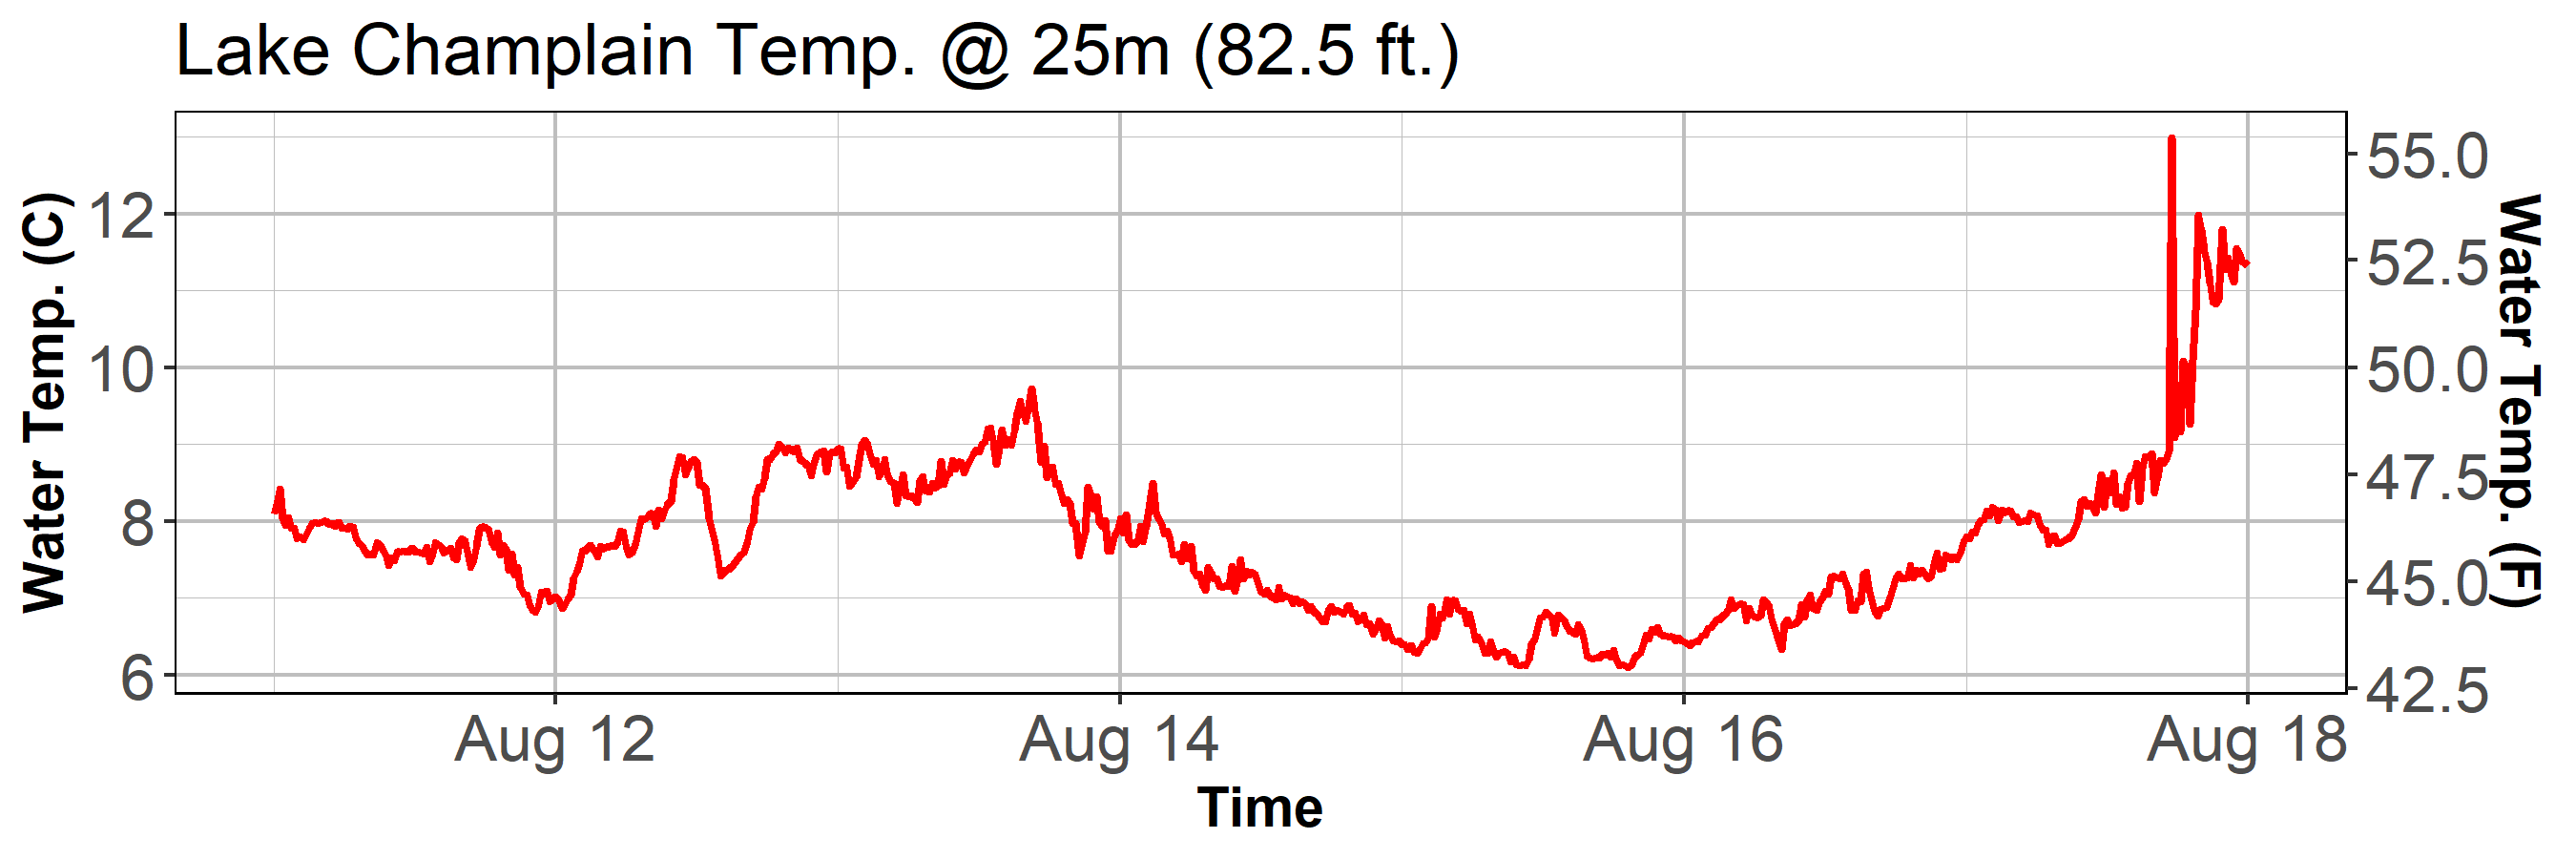 Lake Champlain Temp. @ 25m (82.5 ft.)
Water Temp. (C)
12
10
8
6
55.0
52.5
50.0
47.5
45.0
42.5
Water Temp. (F)
Aug 12
Aug 14
Aug 16
Aug 18
Time